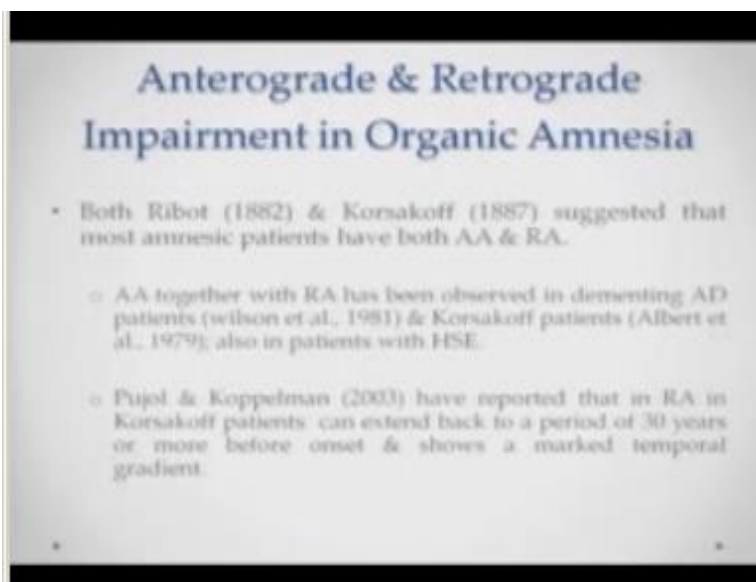 Anterograde & Retrograde
Impairment in Organic Amnesia
• Both Ribot (1882) & Korsakoff (1887) suggested that
most amnesic patients have both AA & RA.
o AA together with RA has been observed in dementing AD
patients (wilson et al., 1981) & Korsakoff patients (Albert et
al., 1979); also in patients with HSE.
o Pujol & Koppelman (2003) have reported that in RA in
Korsakoff patients can extend back to a period of 30 years
or more before onset & shows a marked temporal
gradient.